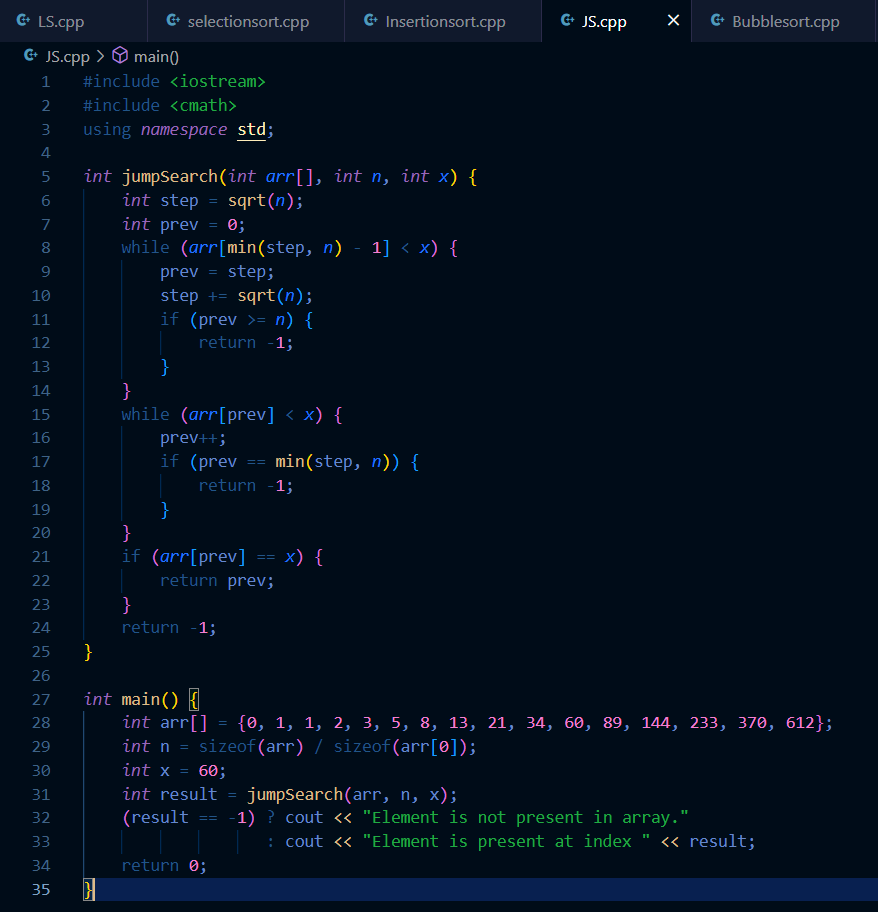 LS.cpp selectionsort.cpp Insertionsort.cpp JS.cpp × Bubblesort.cpp
JS.cpp > main()
1 #include <iostream>
2 #include <cmath>
3 using namespace std;
4
5 int jumpSearch(int arr[], int n, int x) {
6     int step = sqrt(n);
7     int prev = 0;
8     while (arr[min(step, n) - 1] < x) {
9         prev = step;
10         step += sqrt(n);
11         if (prev >= n) {
12             return -1;
13         }
14     }
15     while (arr[prev] < x) {
16         prev++;
17         if (prev == min(step, n)) {
18             return -1;
19         }
20     }
21     if (arr[prev] == x) {
22         return prev;
23     }
24     return -1;
25 }
26
27 int main() {
28     int arr[] = {0, 1, 1, 2, 3, 5, 8, 13, 21, 34, 60, 89, 144, 233, 370, 612};
29     int n = sizeof(arr) / sizeof(arr[0]);
30     int x = 60;
31     int result = jumpSearch(arr, n, x);
32     (result == -1) ? cout << "Element is not present in array."
33                    : cout << "Element is present at index " << result;
34     return 0;
35 }